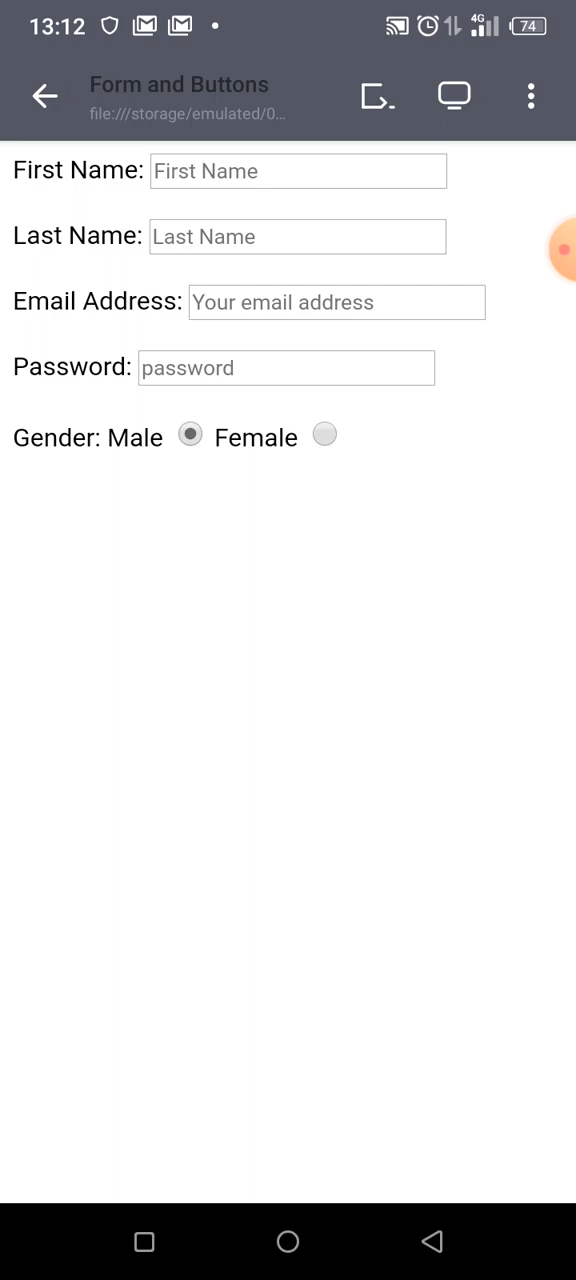 13:12
4G
74
Form and Buttons
file:///storage/emulated/0...
First Name: First Name
Last Name: Last Name
Email Address: Your email address
Password: password
Gender: Male Female